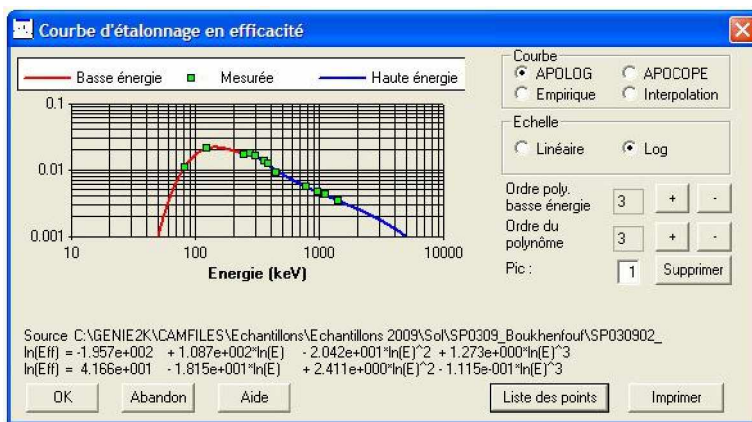 Courbe d'étalonnage en efficacité
Basse énergie Mesurée Haute énergie
0.1
0.01
0.001
10 100 1000 10000
Energie (keV)
Courbe
APOLOG APOCOPE
Empirique Interpolation
Echelle
Linéaire Log
Ordre poly.
basse énergie 3 + -
Ordre du
polynôme 3 + -
Pic : 1 Supprimer
Source C:\GENIE2K\CAMFILES\Echantillons\Echantillons 2009\Sol\SP0309_Boukhenfouf\SP030902_
ln(Eff) = -1.957e+002 + 1.087e+002*ln(E) - 2.042e+001*ln(E)^2 + 1.273e+000*ln(E)^3
ln(Eff) = 4.166e+001 - 1.815e+001*ln(E) + 2.411e+000*ln(E)^2 - 1.115e-001*ln(E)^3
OK Abandon Aide Liste des points Imprimer